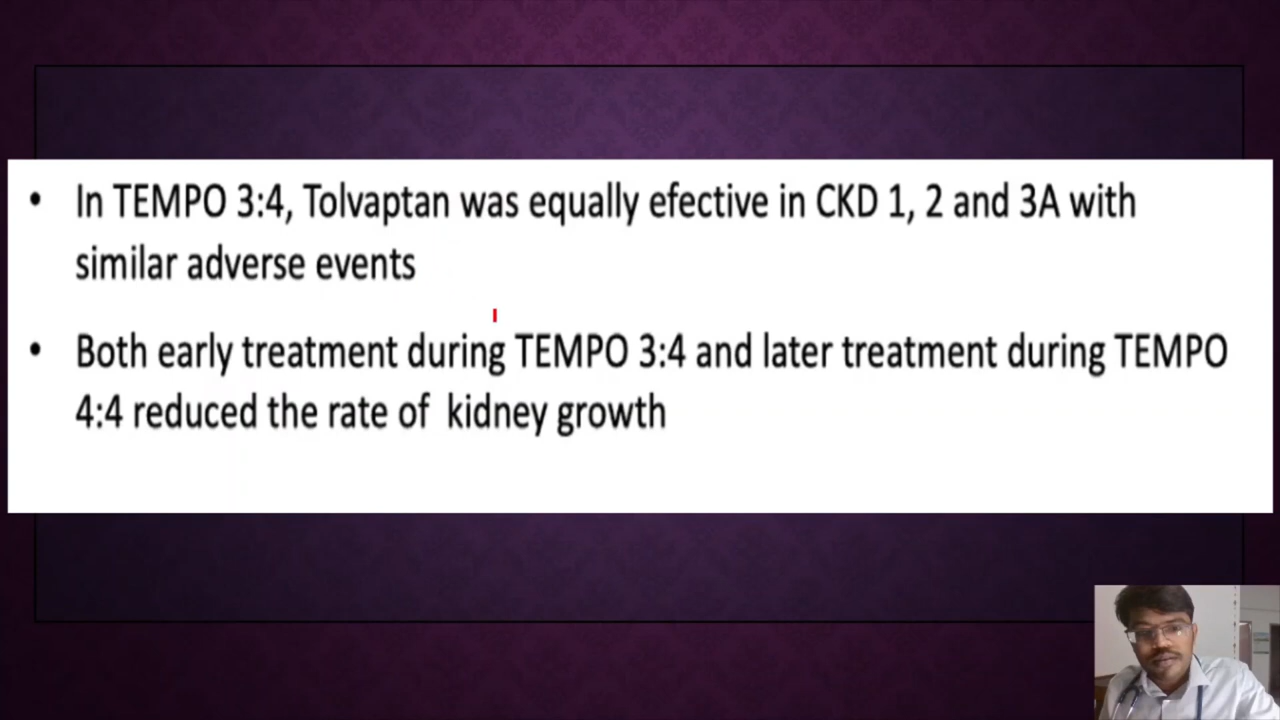 • In TEMPO 3:4, Tolvaptan was equally efective in CKD 1, 2 and 3A with
similar adverse events
• Both early treatment during TEMPO 3:4 and later treatment during TEMPO
4:4 reduced the rate of kidney growth